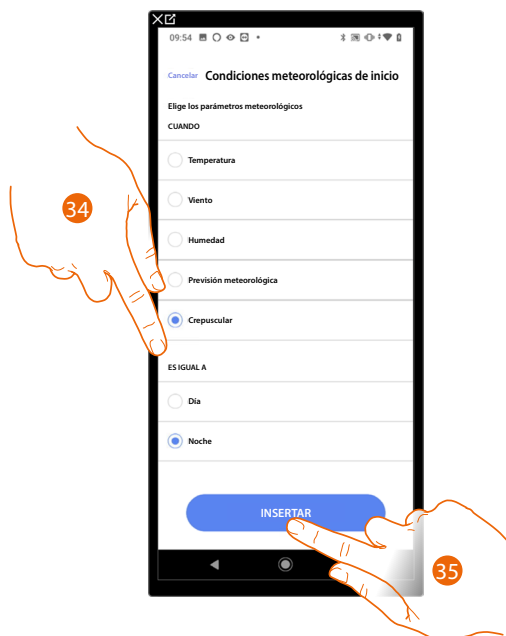 09:54
Cancelar Condiciones meteorológicas de inicio
Elige los parámetros meteorológicos
CUANDO
Temperatura
Viento
Humedad
34
Previsión meteorológica
Crepuscular
ES IGUAL A
Día
Noche
INSERTAR
35